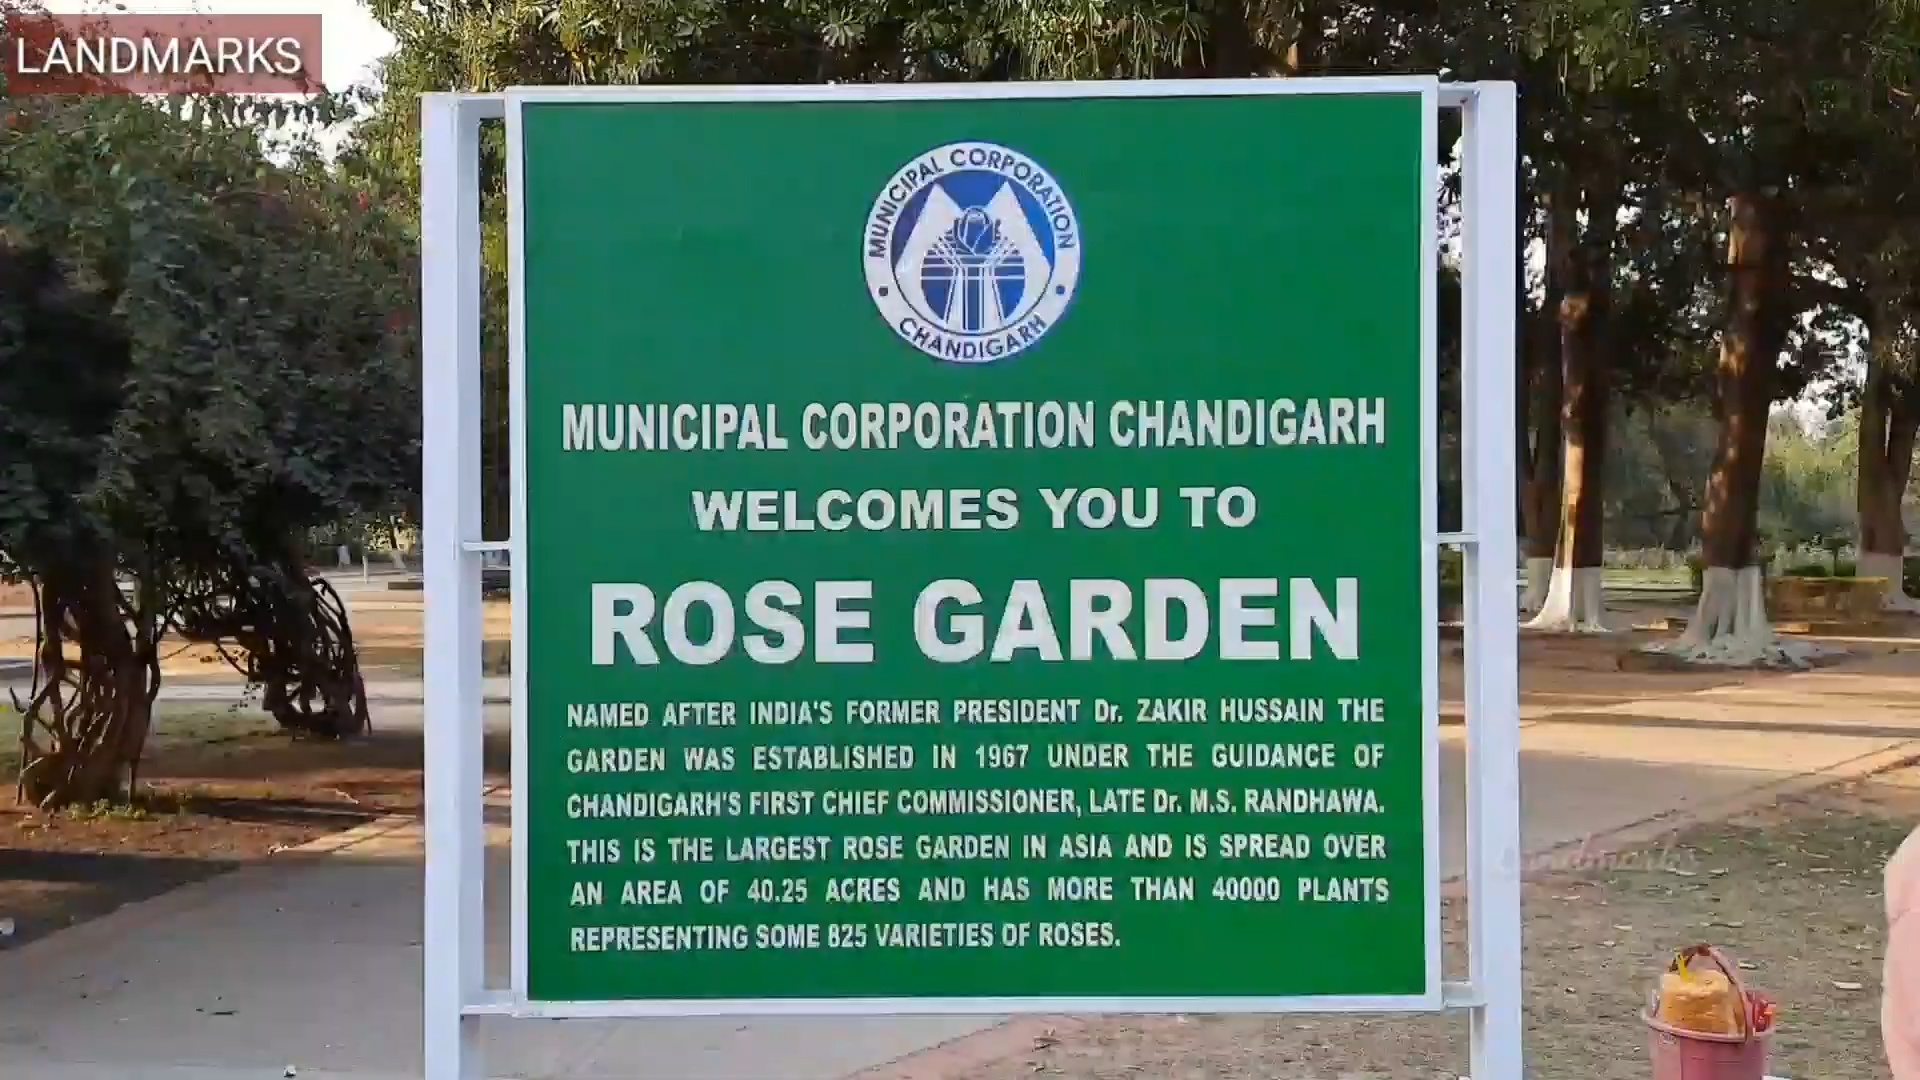 LANDMARKS
MUNICIPAL CORPORATION
CHANDIGARH
MUNICIPAL CORPORATION CHANDIGARH
WELCOMES YOU TO
ROSE GARDEN
NAMED AFTER INDIA'S FORMER PRESIDENT Dr. ZAKIR HUSSAIN THE
GARDEN WAS ESTABLISHED IN 1967 UNDER THE GUIDANCE OF
CHANDIGARH'S FIRST CHIEF COMMISSIONER, LATE Dr. M.S. RANDHAWA.
THIS IS THE LARGEST ROSE GARDEN IN ASIA AND IS SPREAD OVER
AN AREA OF 40.25 ACRES AND HAS MORE THAN 40000 PLANTS
REPRESENTING SOME 825 VARIETIES OF ROSES.